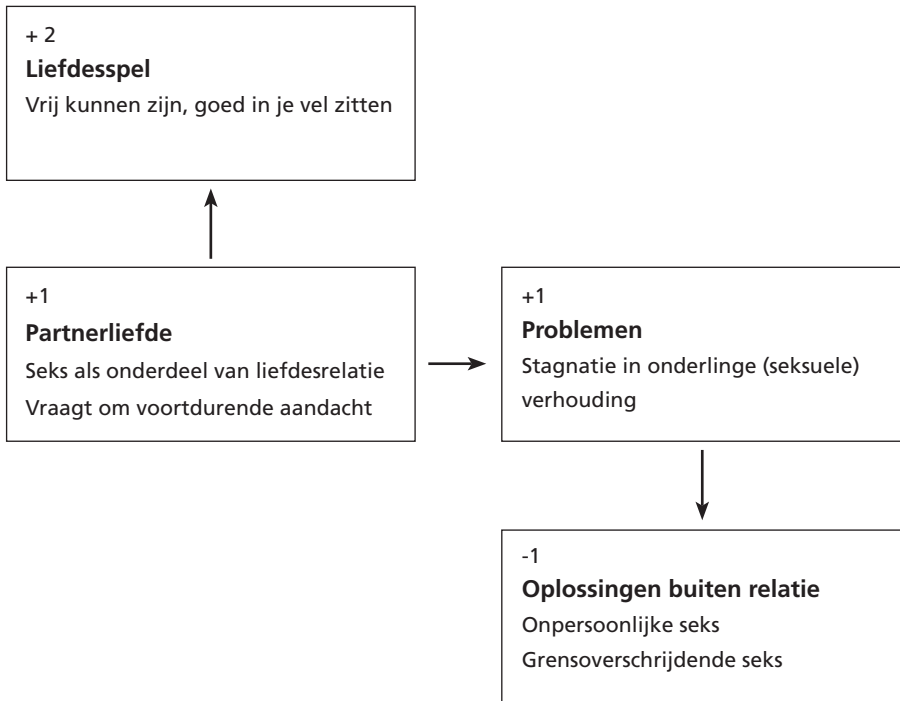 + 2
Liefdesspel
Vrij kunnen zijn, goed in je vel zitten
+1
Partnerliefde
Seks als onderdeel van liefdesrelatie
Vraagt om voortdurende aandacht
+1
Problemen
Stagnatie in onderlinge (seksuele)
verhouding
-1
Oplossingen buiten relatie
Onpersoonlijke seks
Grensoverschrijdende seks